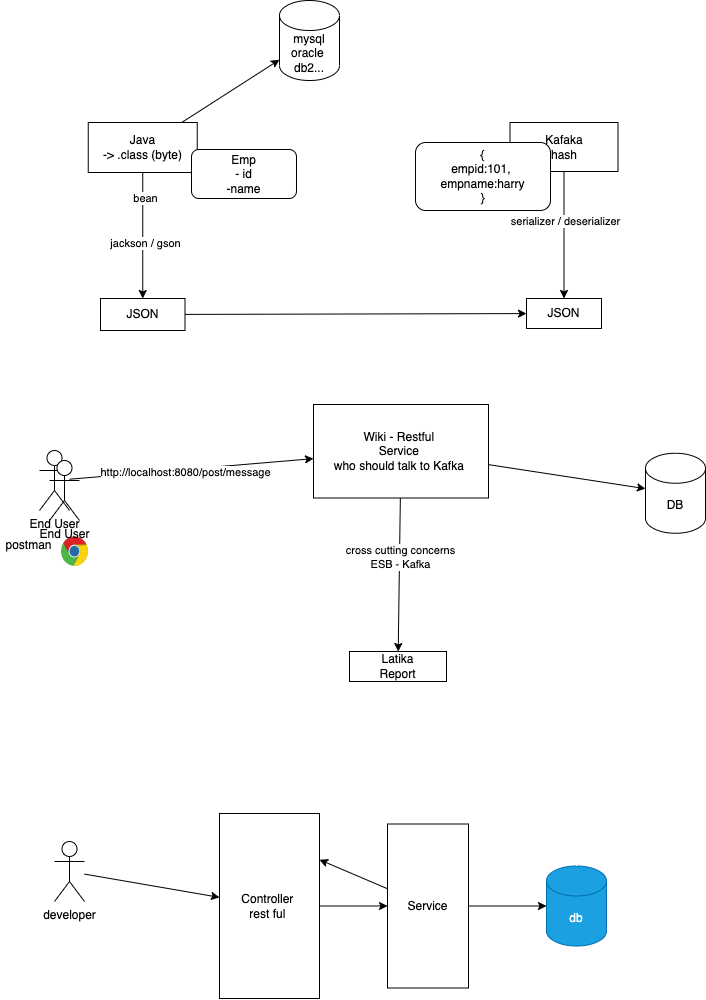 mysql
oracle
db2...
Java
-> .class (byte)
Emp
- id
-name
Kafaka
hash
{
empid:101,
empname:harry
}
bean
serializer / deserializer
jackson / gson
JSON
JSON
Wiki - Restful
Service
who should talk to Kafka
http://localhost:8080/post/message
DB
End User
End User
postman
cross cutting concerns
ESB - Kafka
Latika
Report
Controller
rest ful
Service
developer
db